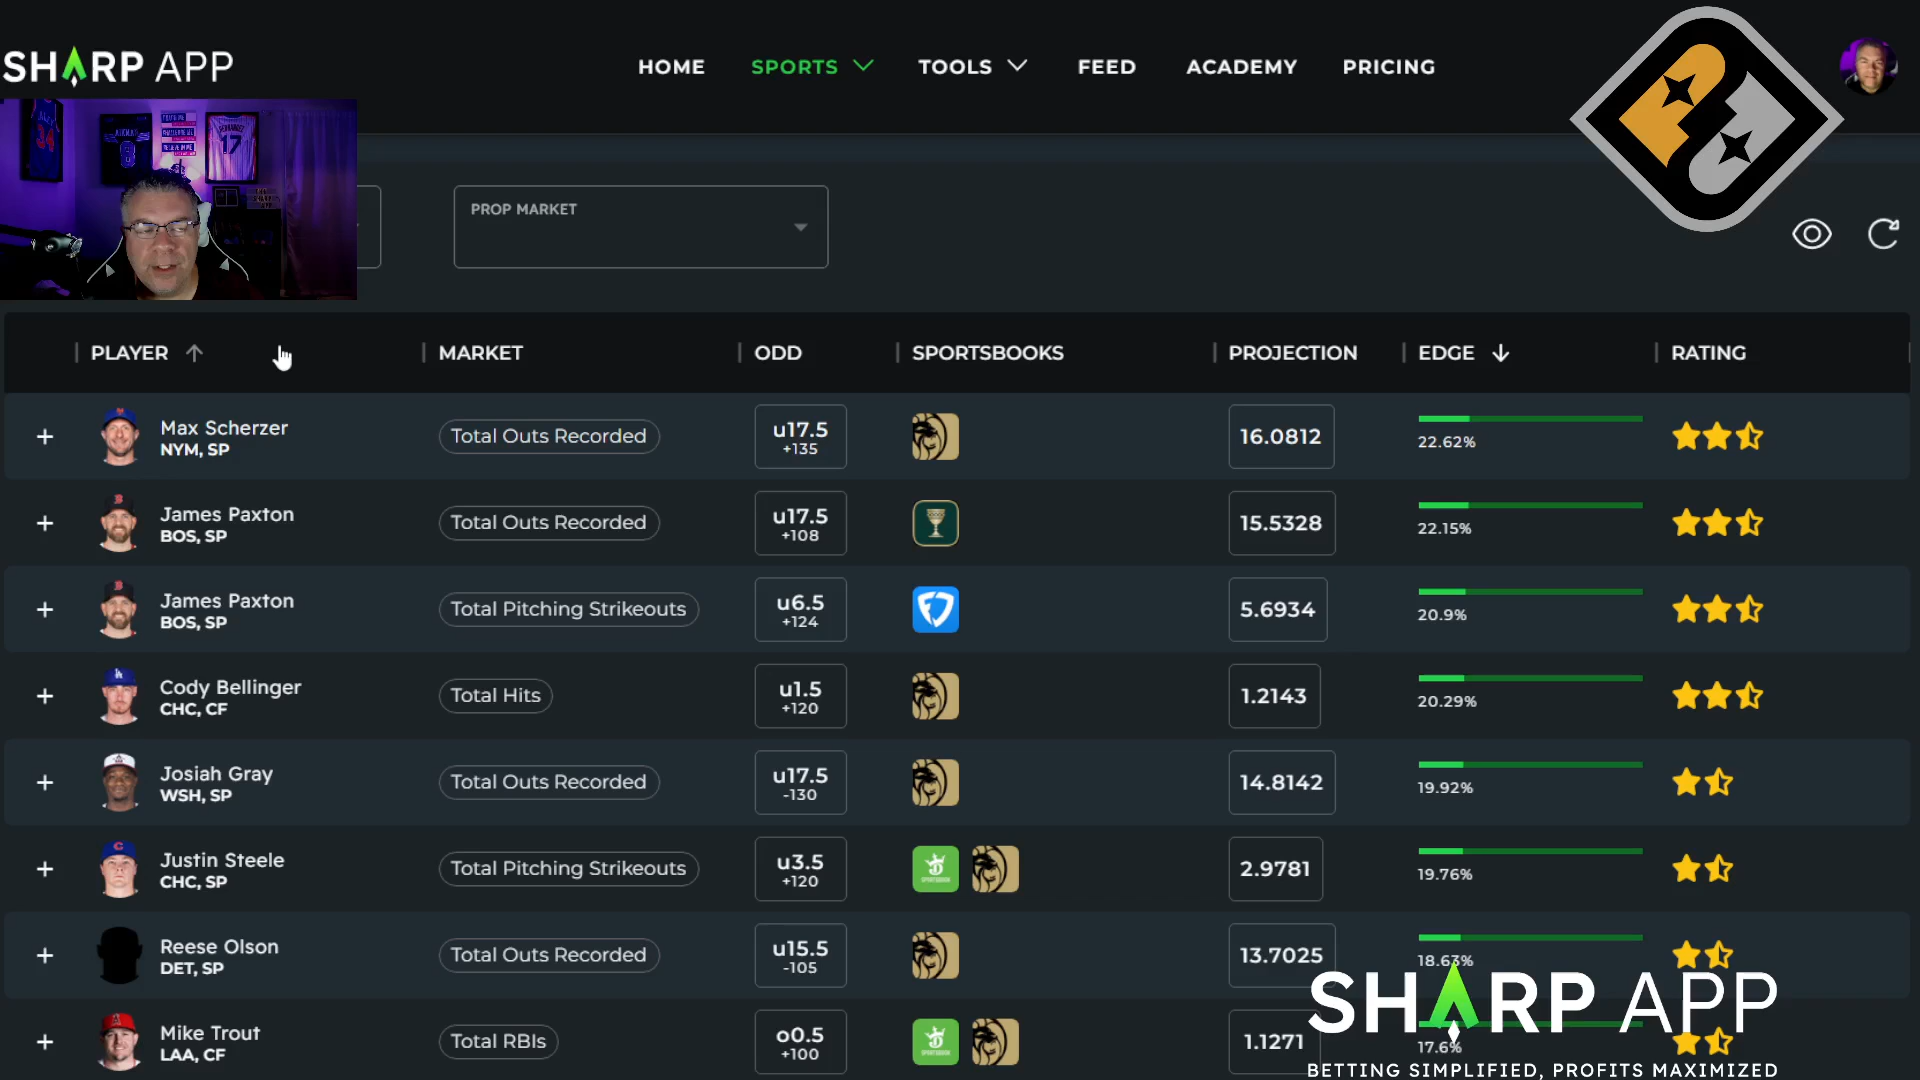 SHARP APP
HOME
SPORTS
TOOLS
FEED
ACADEMY
PRICING
34
AIKMAN
8
17
PROP MARKET
PLAYER
MARKET
ODD
SPORTSBOOKS
PROJECTION
EDGE
RATING
Max Scherzer
NYM, SP
Total Outs Recorded
u17.5
+135
16.0812
22.62%
James Paxton
BOS, SP
Total Outs Recorded
u17.5
+108
15.5328
22.15%
James Paxton
BOS, SP
Total Pitching Strikeouts
u6.5
+124
5.6934
20.9%
Cody Bellinger
CHC, CF
Total Hits
u1.5
+120
1.2143
20.29%
Josiah Gray
WSH, SP
Total Outs Recorded
u17.5
-130
14.8142
19.92%
Justin Steele
CHC, SP
Total Pitching Strikeouts
u3.5
+120
2.9781
19.76%
Reese Olson
DET, SP
Total Outs Recorded
u15.5
-105
13.7025
18.63%
Mike Trout
LAA, CF
Total RBIs
o0.5
+100
1.1271
17.6%
SHARP APP
BETTING SIMPLIFIED, PROFITS MAXIMIZED